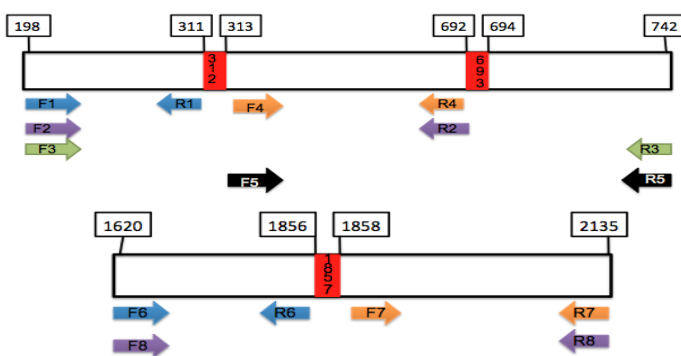 198 311 313 692 694 742
312 693
F1 R1 F4 R4
F2 R2
F3 R3
F5 R5
1620 1856 1858 2135
1857
F6 R6 F7 R7
F8 R8